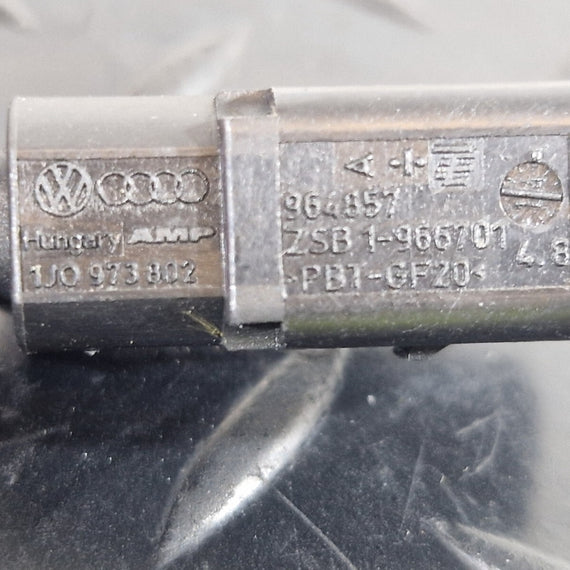 Hungary AMP
1J0 973 802
A
964857
ZSB 1-966701
4.8
>PBT-GF20<